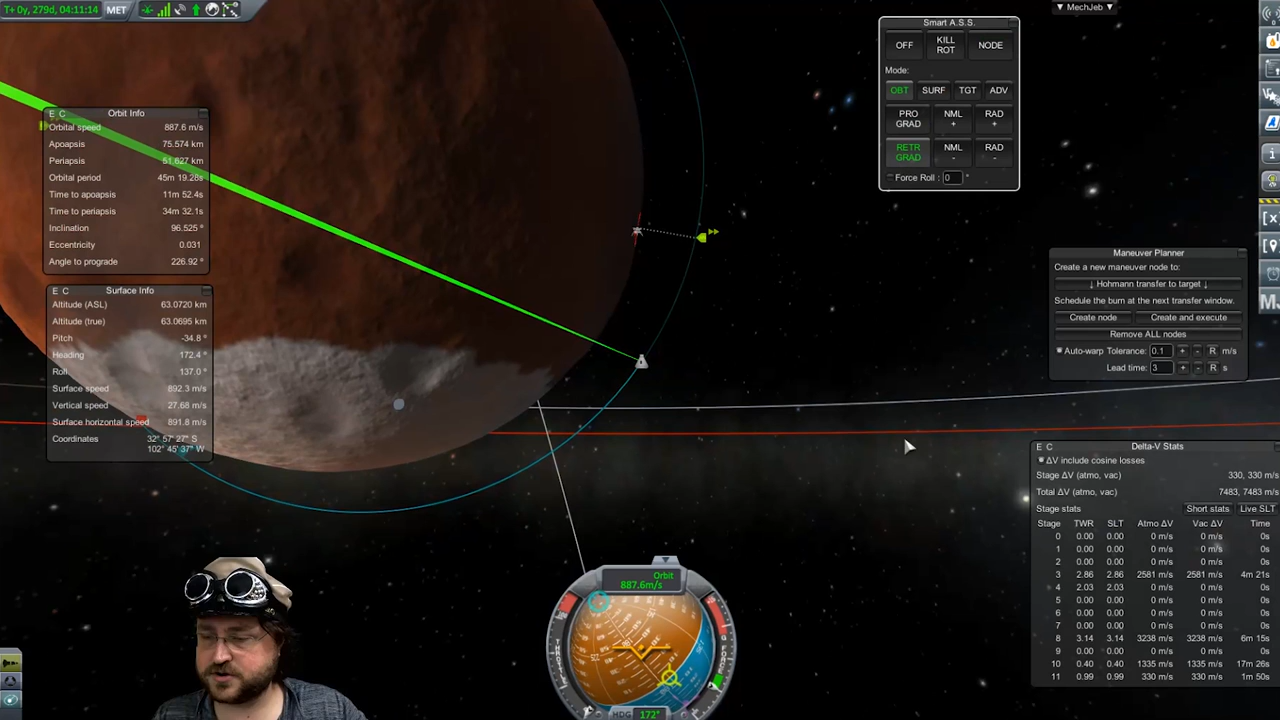 T+ 0y, 279d, 04:11:14 MET
▼ MechJeb ▼
Smart A.S.S.
OFF KILL ROT NODE
Mode:
OBT SURF TGT ADV
PRO GRAD NML + RAD +
RETR GRAD NML - RAD -
Force Roll : 0 °
E C Orbit Info
Orbital speed 887.6 m/s
Apoapsis 75.574 km
Periapsis 51.627 km
Orbital period 45m 19.28s
Time to apoapsis 11m 52.4s
Time to periapsis 34m 32.1s
Inclination 96.525 °
Eccentricity 0.031
Angle to prograde 226.92 °
E C Surface Info
Altitude (ASL) 63.0720 km
Altitude (true) 63.0695 km
Pitch -34.8 °
Heading 172.4 °
Roll 137.0 °
Surface speed 892.3 m/s
Vertical speed 27.68 m/s
Surface horizontal speed 891.8 m/s
Coordinates 32° 57' 27" S
102° 45' 37" W
Maneuver Planner
Create a new maneuver node to:
↓ Hohmann transfer to target ↓
Schedule the burn at the next transfer window.
Create node Create and execute
Remove ALL nodes
Auto-warp Tolerance: 0.1 + - R m/s
Lead time: 3 + - R s
E C Delta-V Stats
ΔV include cosine losses
Stage ΔV (atmo, vac) 330, 330 m/s
Total ΔV (atmo, vac) 7483, 7483 m/s
Stage stats Short stats Live SLT
Stage TWR SLT Atmo ΔV Vac ΔV Time
0 0.00 0.00 0 m/s 0 m/s 0s
1 0.00 0.00 0 m/s 0 m/s 0s
2 0.00 0.00 0 m/s 0 m/s 0s
3 2.86 2.86 2581 m/s 2581 m/s 4m 21s
4 2.03 2.03 0 m/s 0 m/s 0s
5 0.00 0.00 0 m/s 0 m/s 0s
6 0.00 0.00 0 m/s 0 m/s 0s
7 0.00 0.00 0 m/s 0 m/s 0s
8 3.14 3.14 3238 m/s 3238 m/s 6m 15s
9 0.00 0.00 0 m/s 0 m/s 0s
10 0.40 0.40 1335 m/s 1335 m/s 17m 26s
11 0.99 0.99 330 m/s 330 m/s 1m 50s
Orbit
887.6m/s
HDG 172°